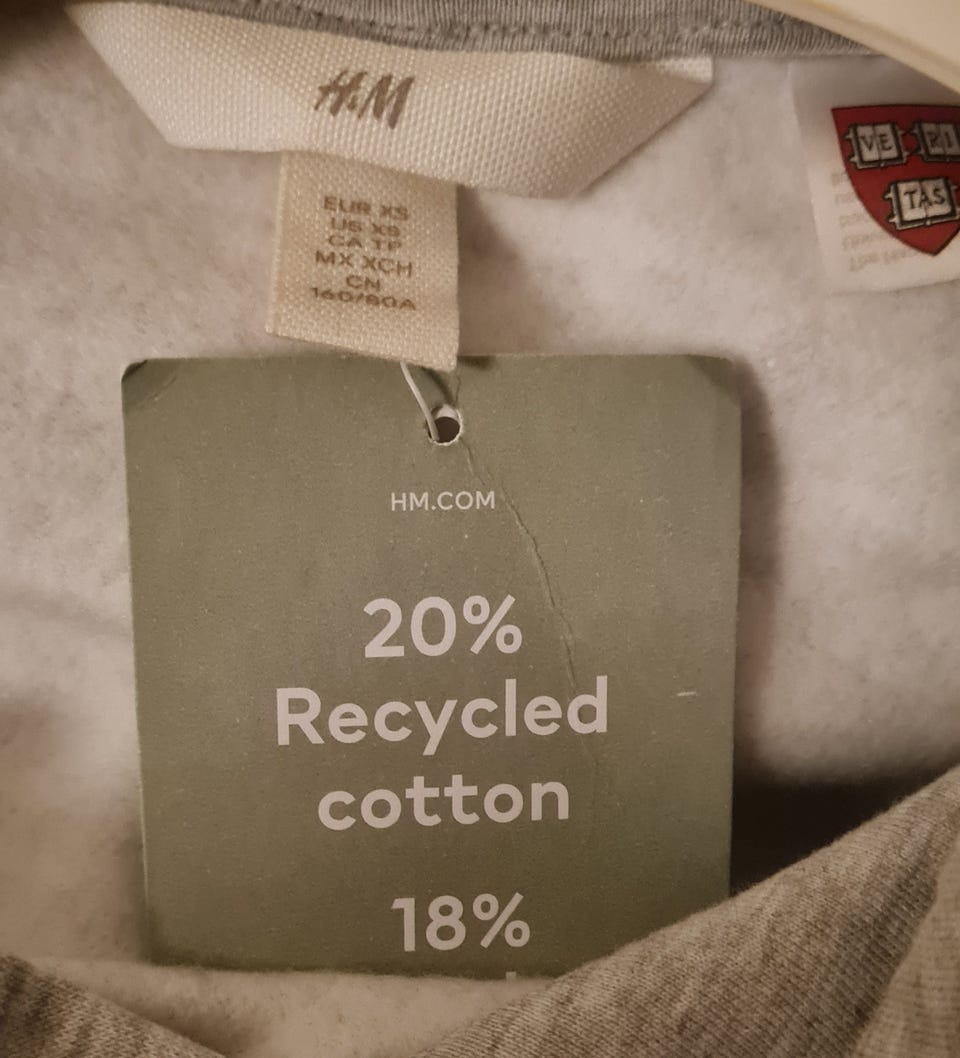 H&M
EUR XS
US XS
CA TP
MX XCH
CN
160/80A
VE RI
TAS
HM.COM
20%
Recycled
cotton
18%